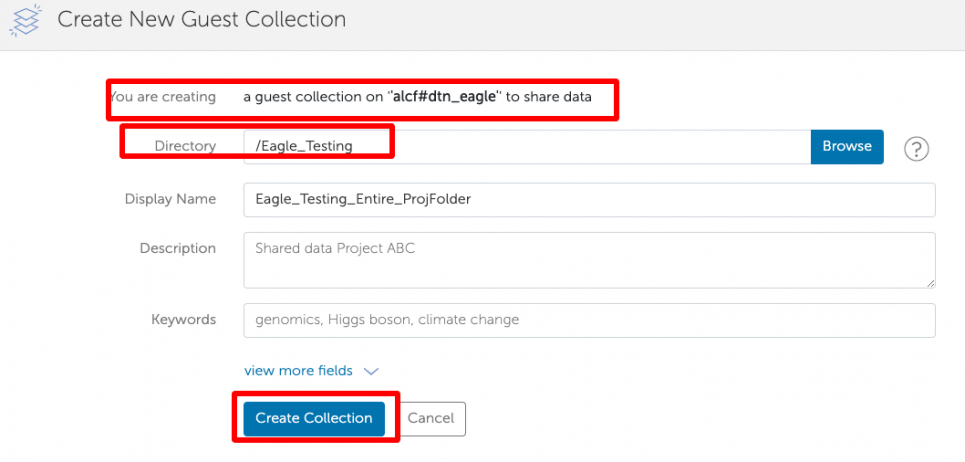 Create New Guest Collection
You are creating a guest collection on "alcf#dtn_eagle" to share data
Directory /Eagle_Testing Browse ?
Display Name Eagle_Testing_Entire_ProjFolder
Description Shared data Project ABC
Keywords genomics, Higgs boson, climate change
view more fields
Create Collection Cancel